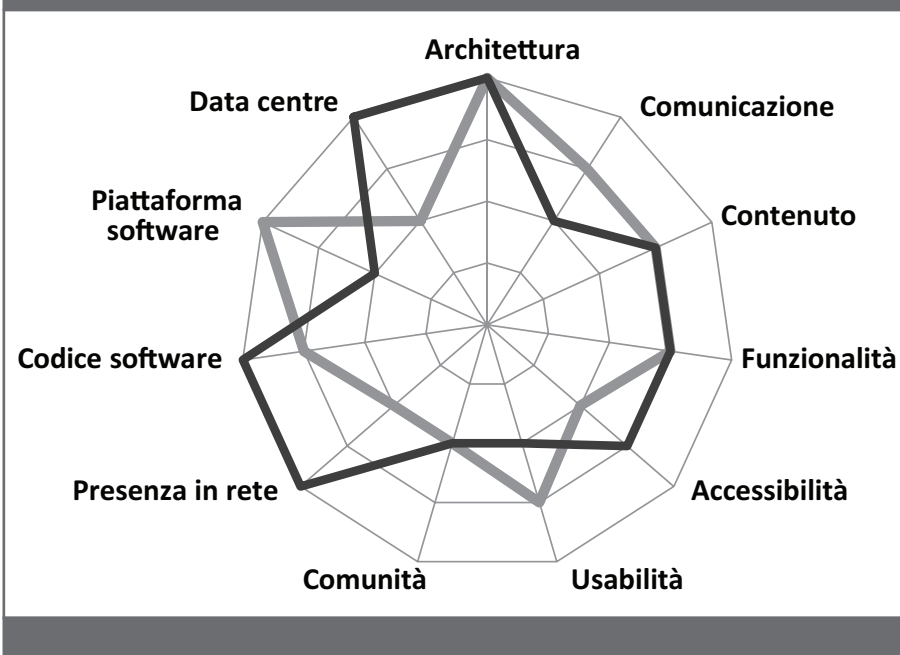 Architettura
Data centre
Comunicazione
Piattaforma
software
Contenuto
Codice software
Funzionalità
Presenza in rete
Accessibilità
Comunità
Usabilità